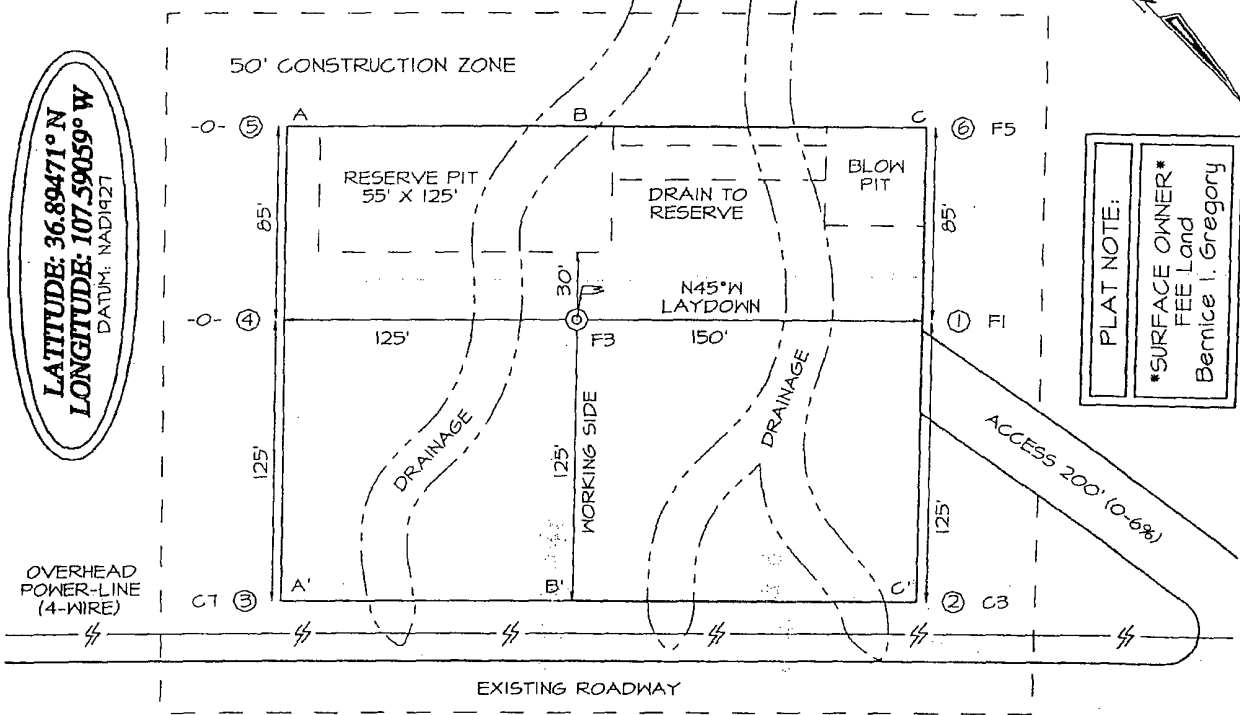 50' CONSTRUCTION ZONE
LATITUDE: 36.89471° N
LONGITUDE: 107.59059° W
DATUM: NAD1927
A
B
C
-0- ⑤
⑥ F5
RESERVE PIT
55' X 125'
DRAIN TO
RESERVE
BLOW
PIT
85'
85'
30'
N45°W
LAYDOWN
-0- ④
125'
F3
150'
① F1
PLAT NOTE:
*SURFACE OWNER*
FEE Land
Bernice I. Gregory
DRAINAGE
DRAINAGE
125'
125'
WORKING SIDE
125'
ACCESS 200' (0-6%)
OVERHEAD
POWER-LINE
(4-WIRE)
C7 ③
A'
B'
C'
② C3
EXISTING ROADWAY